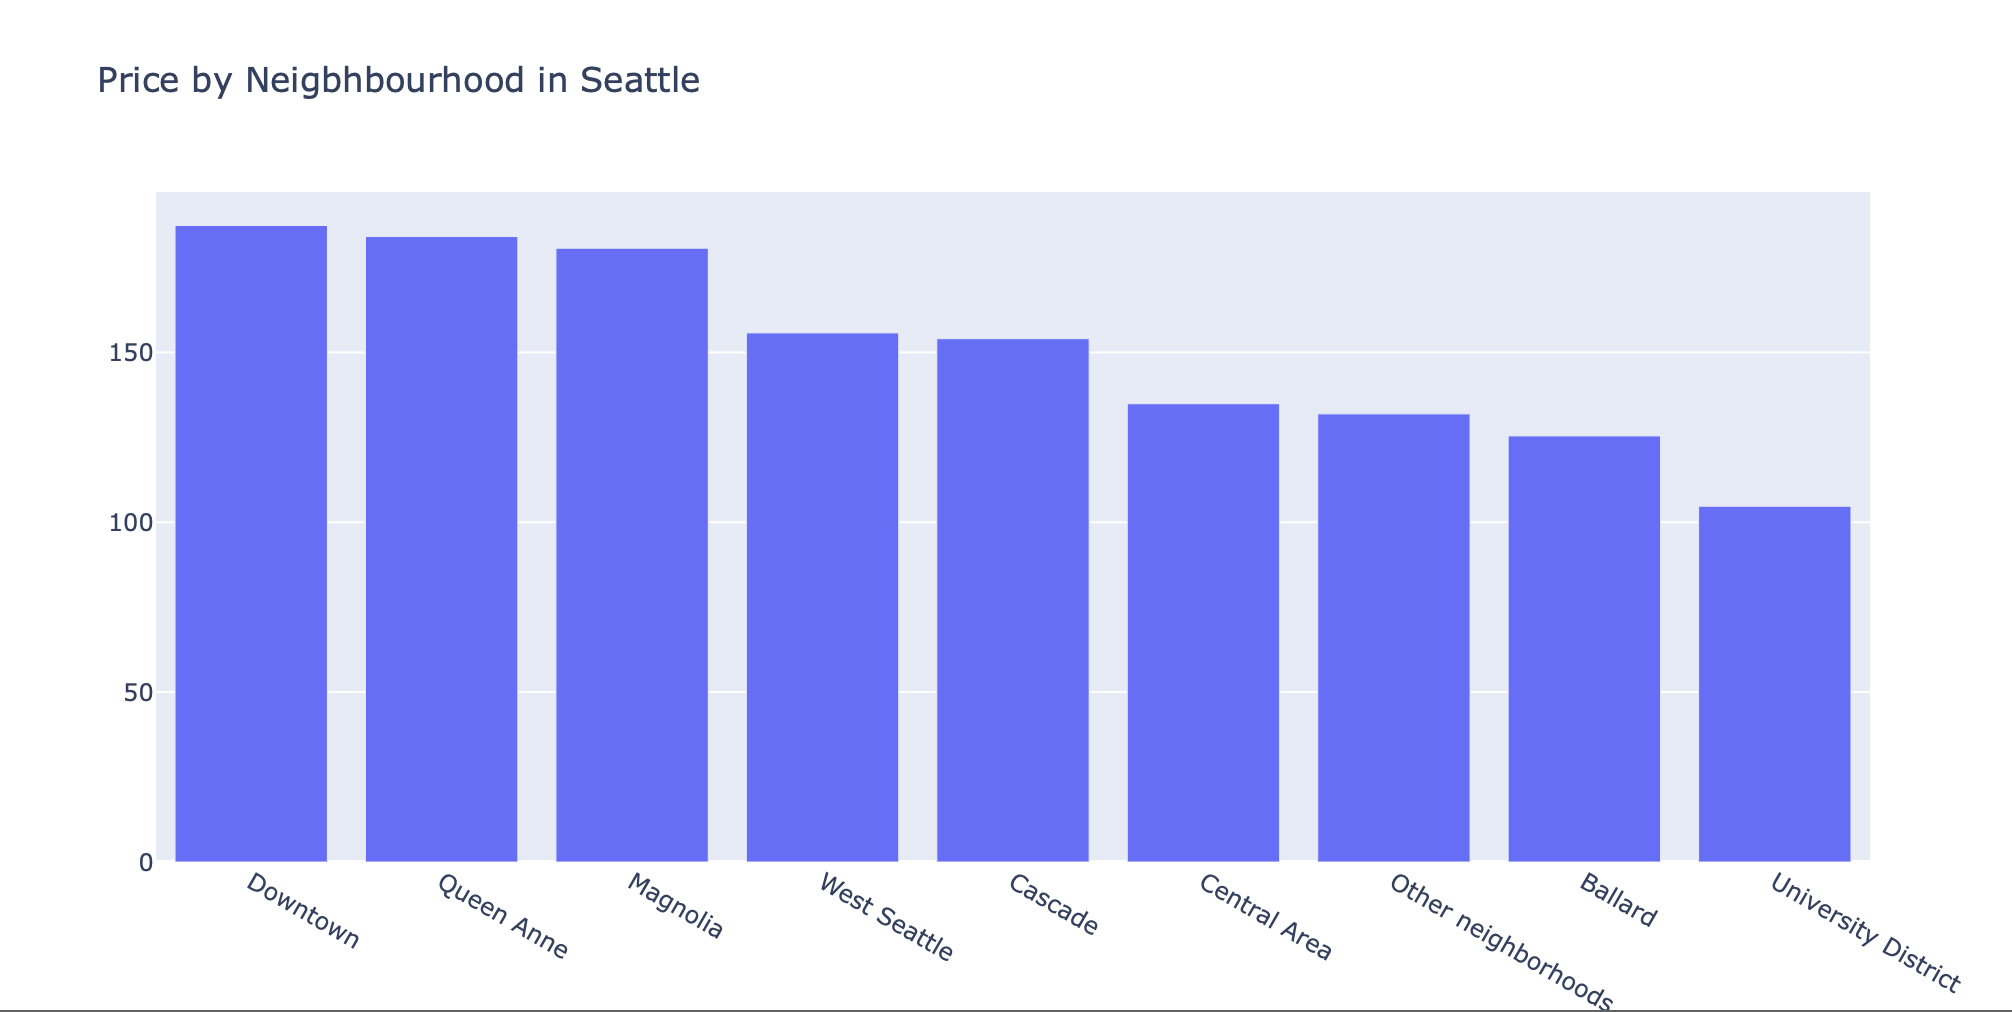 Price by Neigbhbourhood in Seattle
150
100
50
0
Downtown
Queen Anne
Magnolia
West Seattle
Cascade
Central Area
Other neighborhoods
Ballard
University District